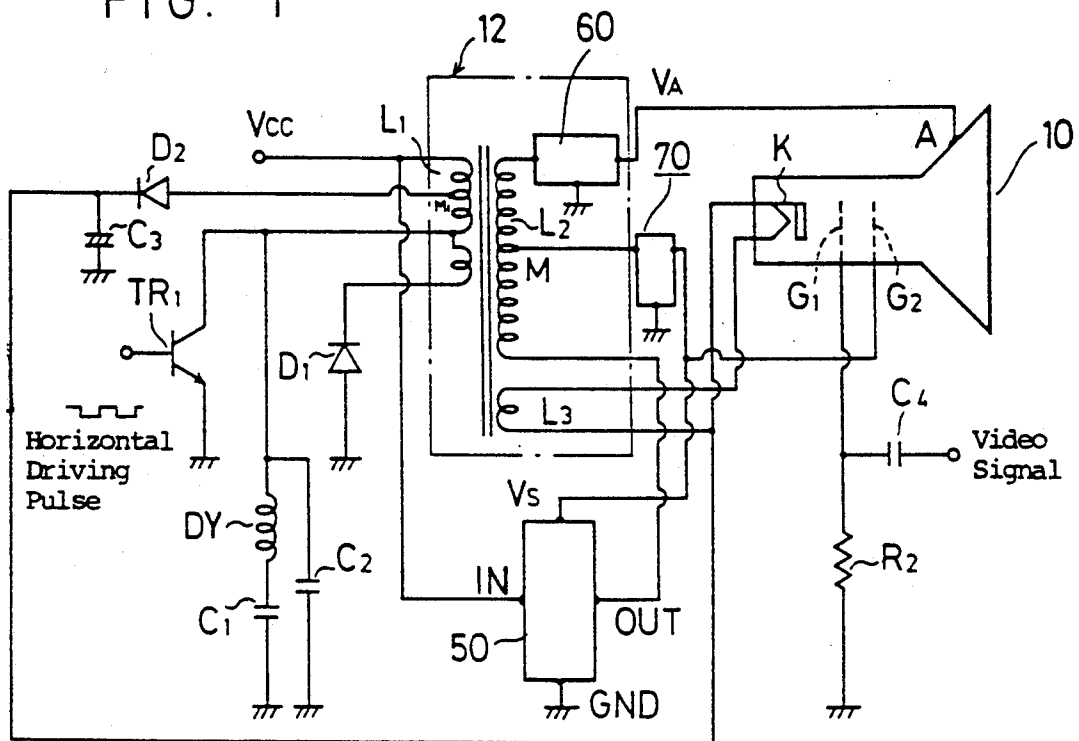 FIG. 1
12
60
VA
Vcc
L1
70
A
10
D2
K
M1
L2
C3
M
TR1
G1
G2
D1
L3
C4
Horizontal
Driving
Pulse
Video
Signal
Vs
DY
C2
R2
IN
C1
OUT
50
GND